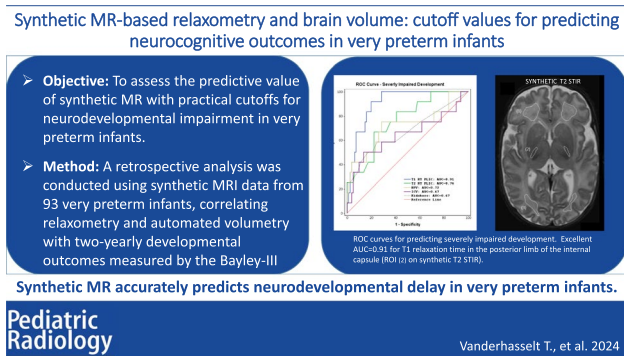 Synthetic MR-based relaxometry and brain volume: cutoff values for predicting
neurocognitive outcomes in very preterm infants
➢ Objective: To assess the predictive value
of synthetic MR with practical cutoffs for
neurodevelopmental impairment in very
preterm infants.
➢ Method: A retrospective analysis was
conducted using synthetic MRI data from
93 very preterm infants, correlating
relaxometry and automated volumetry
with two-yearly developmental
outcomes measured by the Bayley-III
ROC Curve - Severly Impaired Development
1 - Specificity
Reference Line
SYNTHETIC T2 STIR
ROC curves for predicting severely impaired development. Excellent
AUC=0.91 for T1 relaxation time in the posterior limb of the internal
capsule (ROI (2) on synthetic T2 STIR).
Synthetic MR accurately predicts neurodevelopmental delay in very preterm infants.
Pediatric
Radiology
Vanderhasselt T., et al. 2024